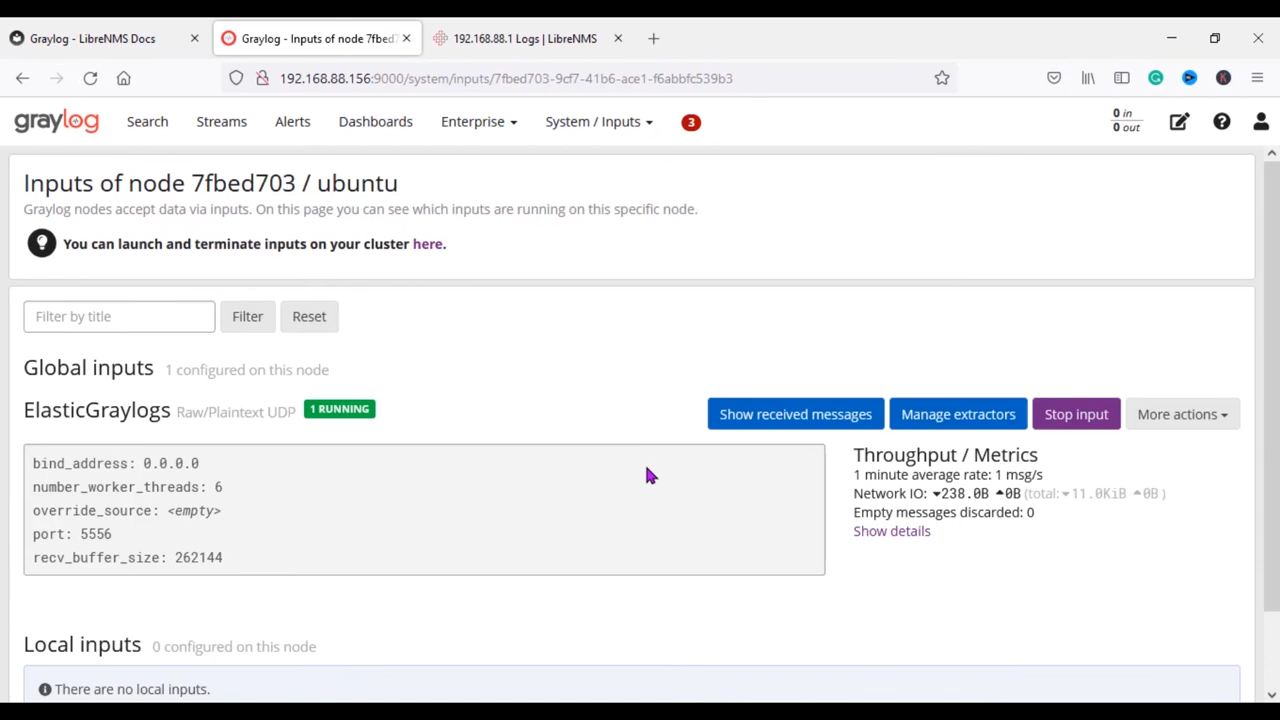 Graylog - LibreNMS Docs
Graylog - Inputs of node 7fbed7
192.168.88.1 Logs | LibreNMS
192.168.88.156:9000/system/inputs/7fbed703-9cf7-41b6-ace1-f6abbfc539b3
graylog Search Streams Alerts Dashboards Enterprise System / Inputs 3 0 in
0 out
Inputs of node 7fbed703 / ubuntu
Graylog nodes accept data via inputs. On this page you can see which inputs are running on this specific node.
You can launch and terminate inputs on your cluster here.
Filter by title Filter Reset
Global inputs 1 configured on this node
ElasticGraylogs Raw/Plaintext UDP 1 RUNNING
Show received messages Manage extractors Stop input More actions
bind_address: 0.0.0.0
number_worker_threads: 6
override_source: <empty>
port: 5556
recv_buffer_size: 262144
Throughput / Metrics
1 minute average rate: 1 msg/s
Network IO: 238.0B 0B (total: 11.0KiB 0B )
Empty messages discarded: 0
Show details
Local inputs 0 configured on this node
There are no local inputs.